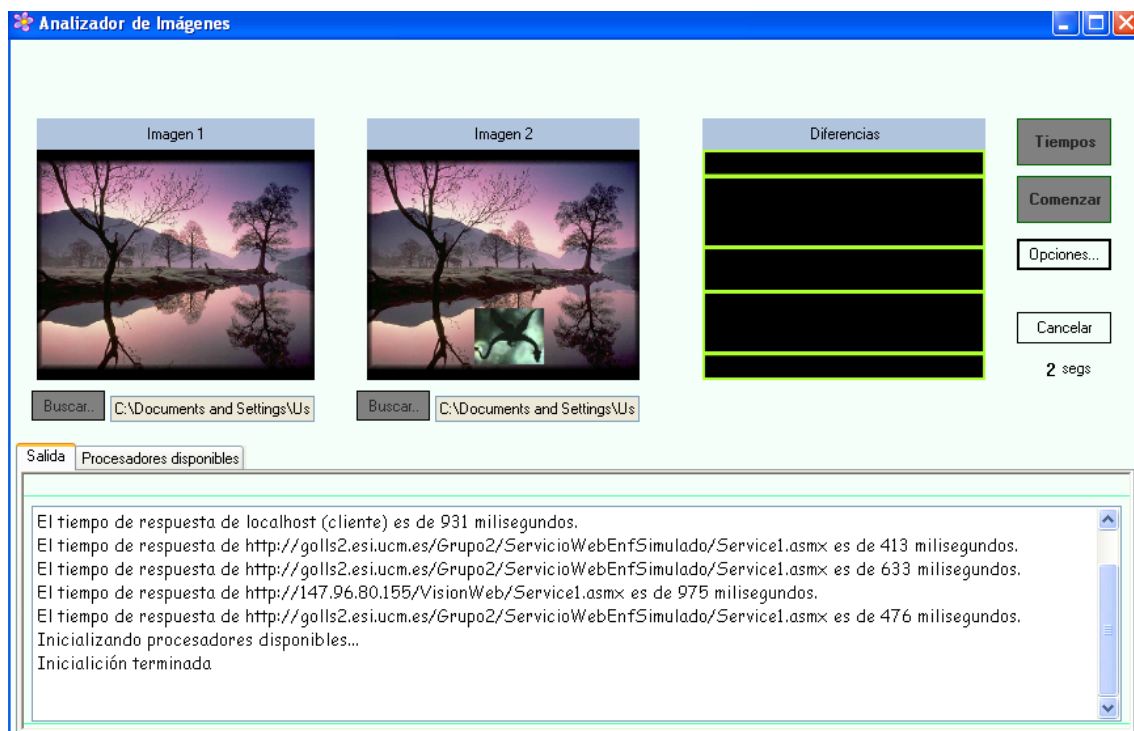 Analizador de Imágenes
Imagen 1
Imagen 2
Diferencias
Tiempos
Comenzar
Opciones...
Cancelar
2 segs
Buscar..
C:\Documents and Settings\Us
Buscar..
C:\Documents and Settings\Us
Salida
Procesadores disponibles
El tiempo de respuesta de localhost (cliente) es de 931 milisegundos.
El tiempo de respuesta de http://golls2.esi.ucm.es/Grupo2/ServicioWebEnfSimulado/Service1.asmx es de 413 milisegundos.
El tiempo de respuesta de http://golls2.esi.ucm.es/Grupo2/ServicioWebEnfSimulado/Service1.asmx es de 633 milisegundos.
El tiempo de respuesta de http://147.96.80.155/VisionWeb/Service1.asmx es de 975 milisegundos.
El tiempo de respuesta de http://golls2.esi.ucm.es/Grupo2/ServicioWebEnfSimulado/Service1.asmx es de 476 milisegundos.
Inicializando procesadores disponibles...
Inicialición terminada